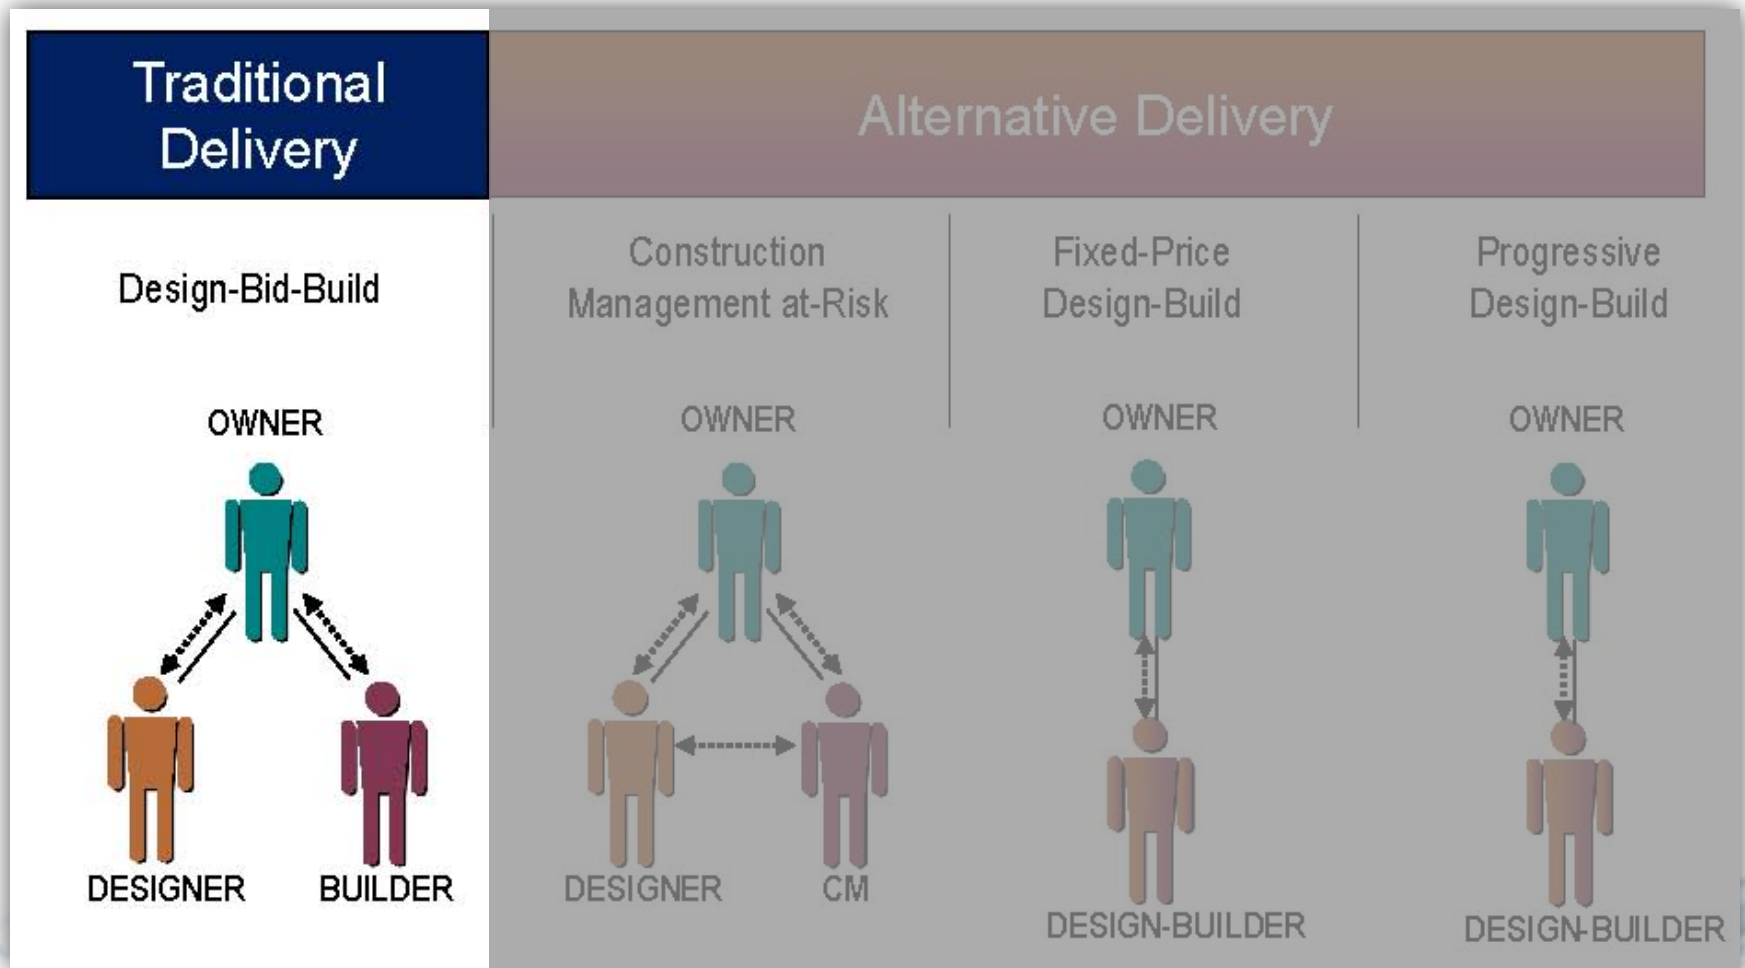 Traditional
Delivery
Alternative Delivery
Design-Bid-Build
Construction
Management at-Risk
Fixed-Price
Design-Build
Progressive
Design-Build
OWNER
OWNER
OWNER
OWNER
DESIGNER
BUILDER
DESIGNER
CM
DESIGN-BUILDER
DESIGN-BUILDER